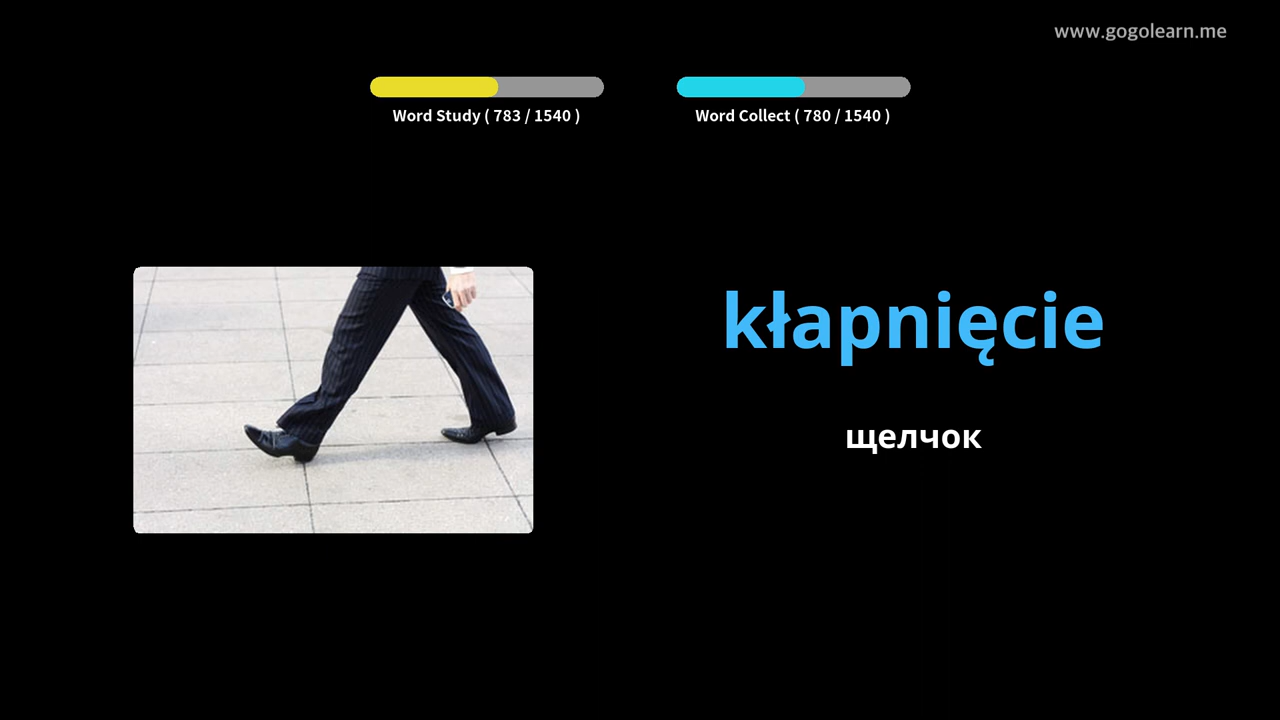 www.gogolearn.me
Word Study ( 783 / 1540 )
Word Collect ( 780 / 1540 )
kłapnięcie
щелчок